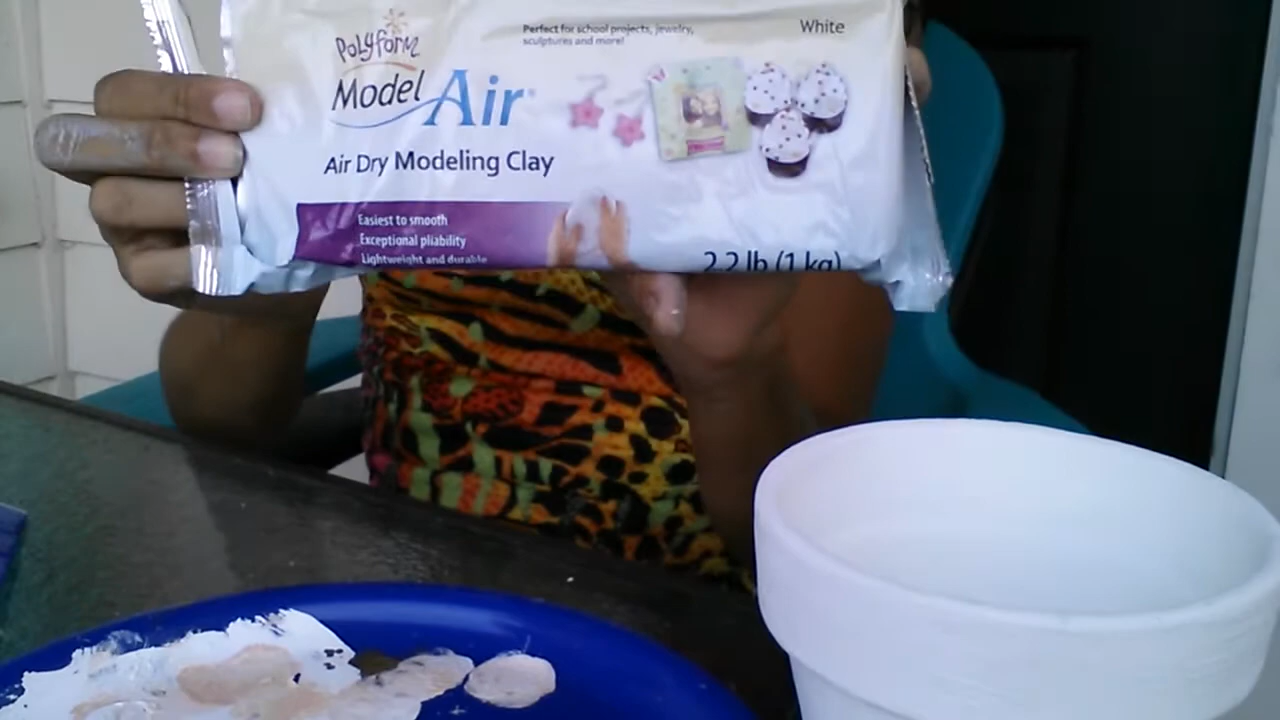 Polyform
Model Air
Air Dry Modeling Clay
Perfect for school projects, jewelry,
sculptures and more!
White
Easiest to smooth
Exceptional pliability
Lightweight and durable
2.2 lb (1 kg)